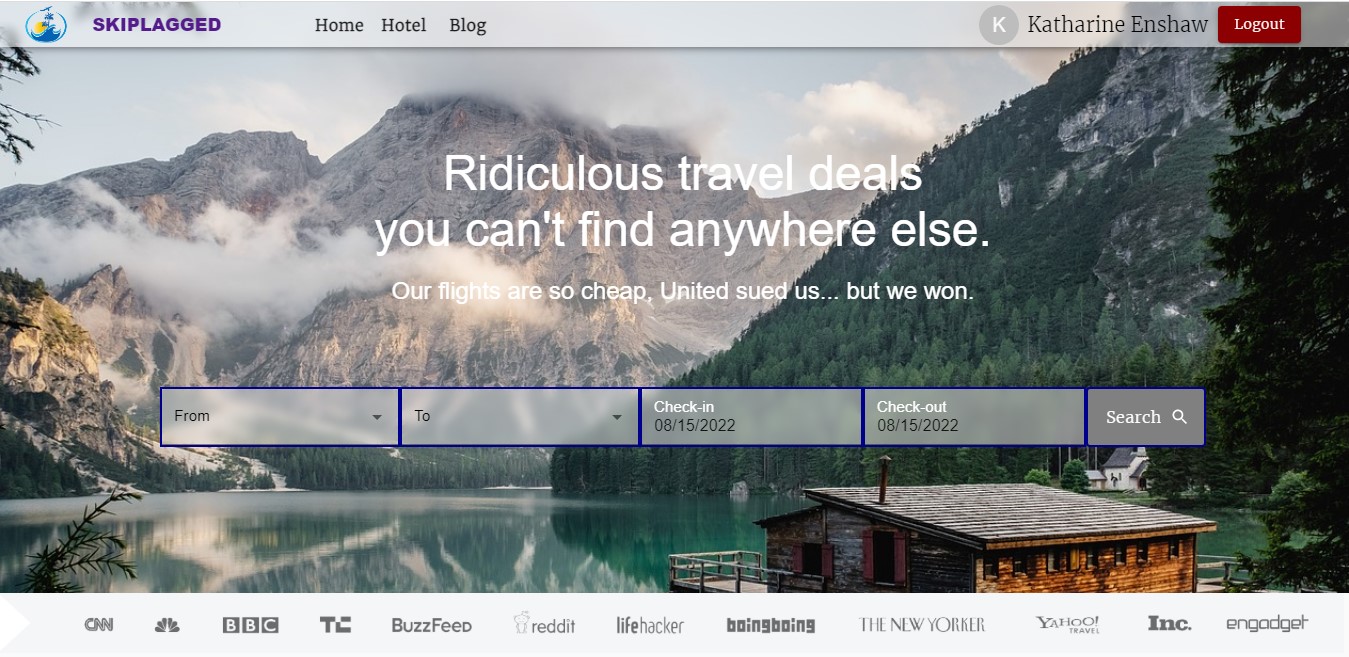 SKIPLAGGED Home Hotel Blog K Katharine Enshaw Logout
Ridiculous travel deals
you can't find anywhere else.
Our flights are so cheap, United sued us... but we won.
From To Check-in Check-out Search
08/15/2022 08/15/2022
CNN BBC TC BuzzFeed reddit lifehacker boingboing THE NEW YORKER YAHOO! Inc. engadget
TRAVEL